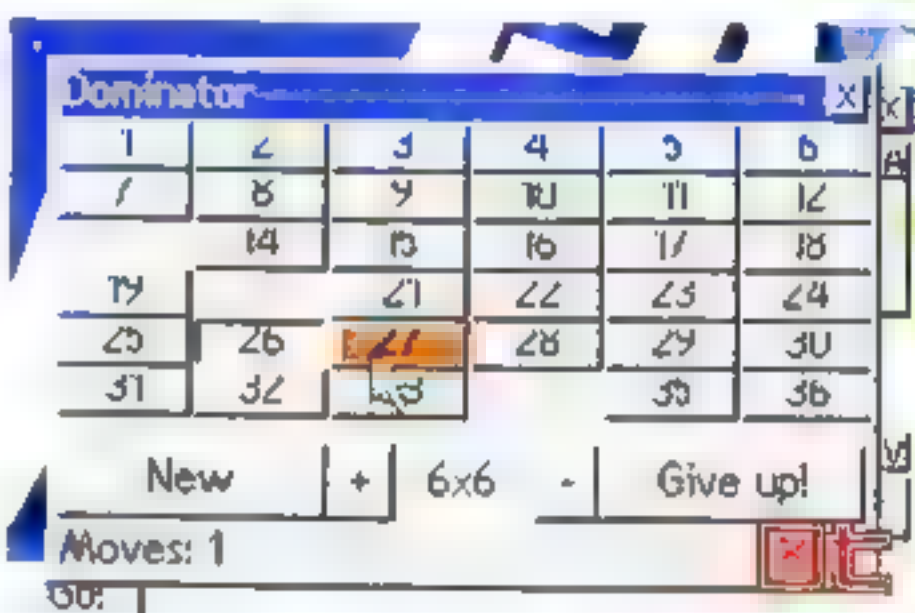 Dominator
1 2 3 4 5 6
7 8 9 10 11 12
14 15 16 17 18
19 21 22 23 24
25 26 27 28 29 30
31 32 33 35 36
New + 6x6 - Give up!
Moves: 1
Go: